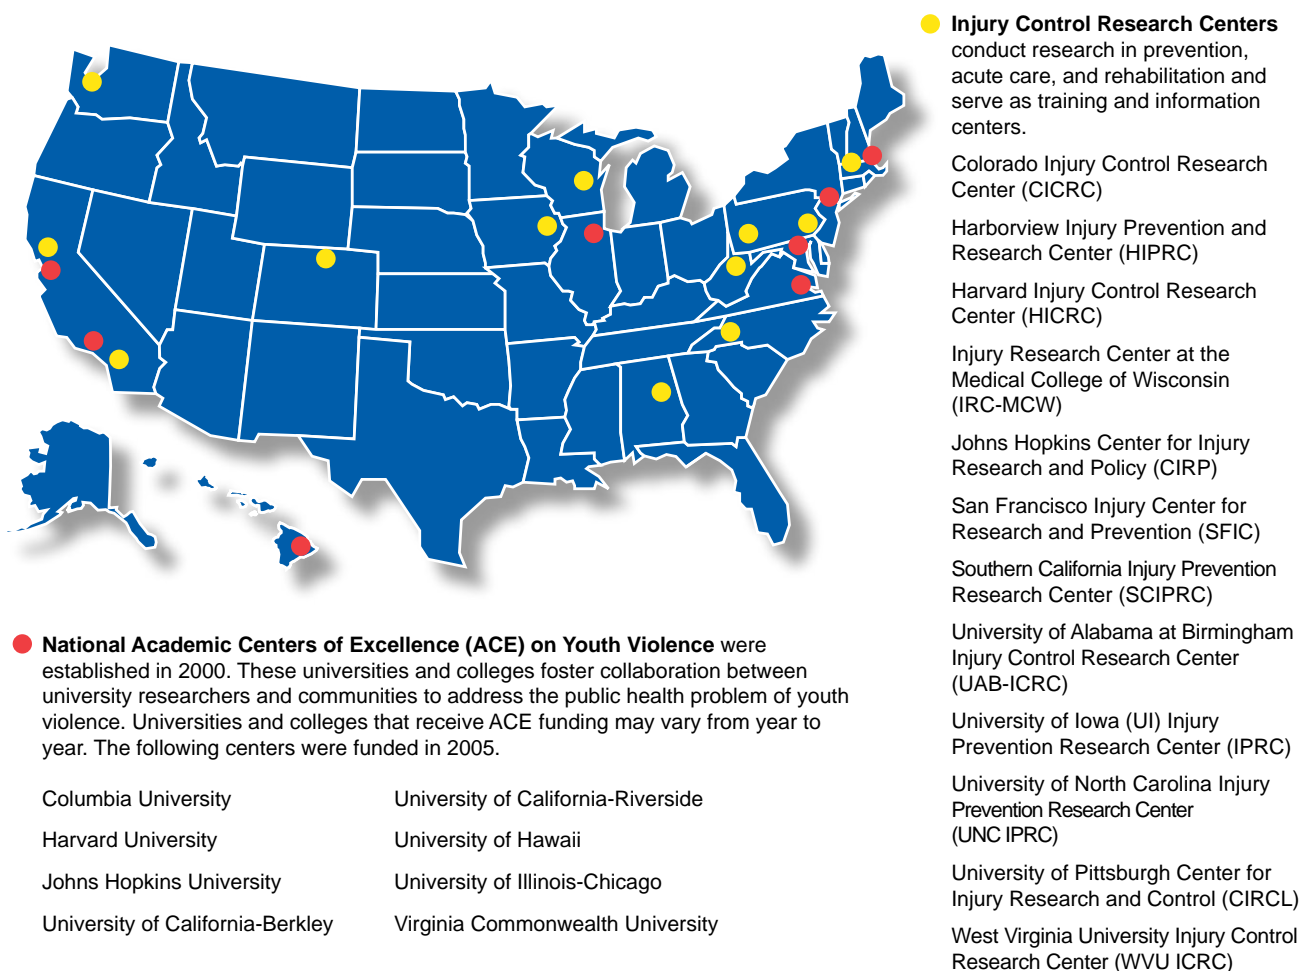 Injury Control Research Centers
conduct research in prevention,
acute care, and rehabilitation and
serve as training and information
centers.
Colorado Injury Control Research
Center (CICRC)
Harborview Injury Prevention and
Research Center (HIPRC)
Harvard Injury Control Research
Center (HICRC)
Injury Research Center at the
Medical College of Wisconsin
(IRC-MCW)
Johns Hopkins Center for Injury
Research and Policy (CIRP)
San Francisco Injury Center for
Research and Prevention (SFIC)
Southern California Injury Prevention
Research Center (SCIPRC)
University of Alabama at Birmingham
Injury Control Research Center
(UAB-ICRC)
University of Iowa (UI) Injury
Prevention Research Center (IPRC)
University of North Carolina Injury
Prevention Research Center
(UNC IPRC)
University of Pittsburgh Center for
Injury Research and Control (CIRCL)
West Virginia University Injury Control
Research Center (WVU ICRC)
National Academic Centers of Excellence (ACE) on Youth Violence were
established in 2000. These universities and colleges foster collaboration between
university researchers and communities to address the public health problem of youth
violence. Universities and colleges that receive ACE funding may vary from year to
year. The following centers were funded in 2005.
Columbia University
Harvard University
Johns Hopkins University
University of California-Berkley
University of California-Riverside
University of Hawaii
University of Illinois-Chicago
Virginia Commonwealth University